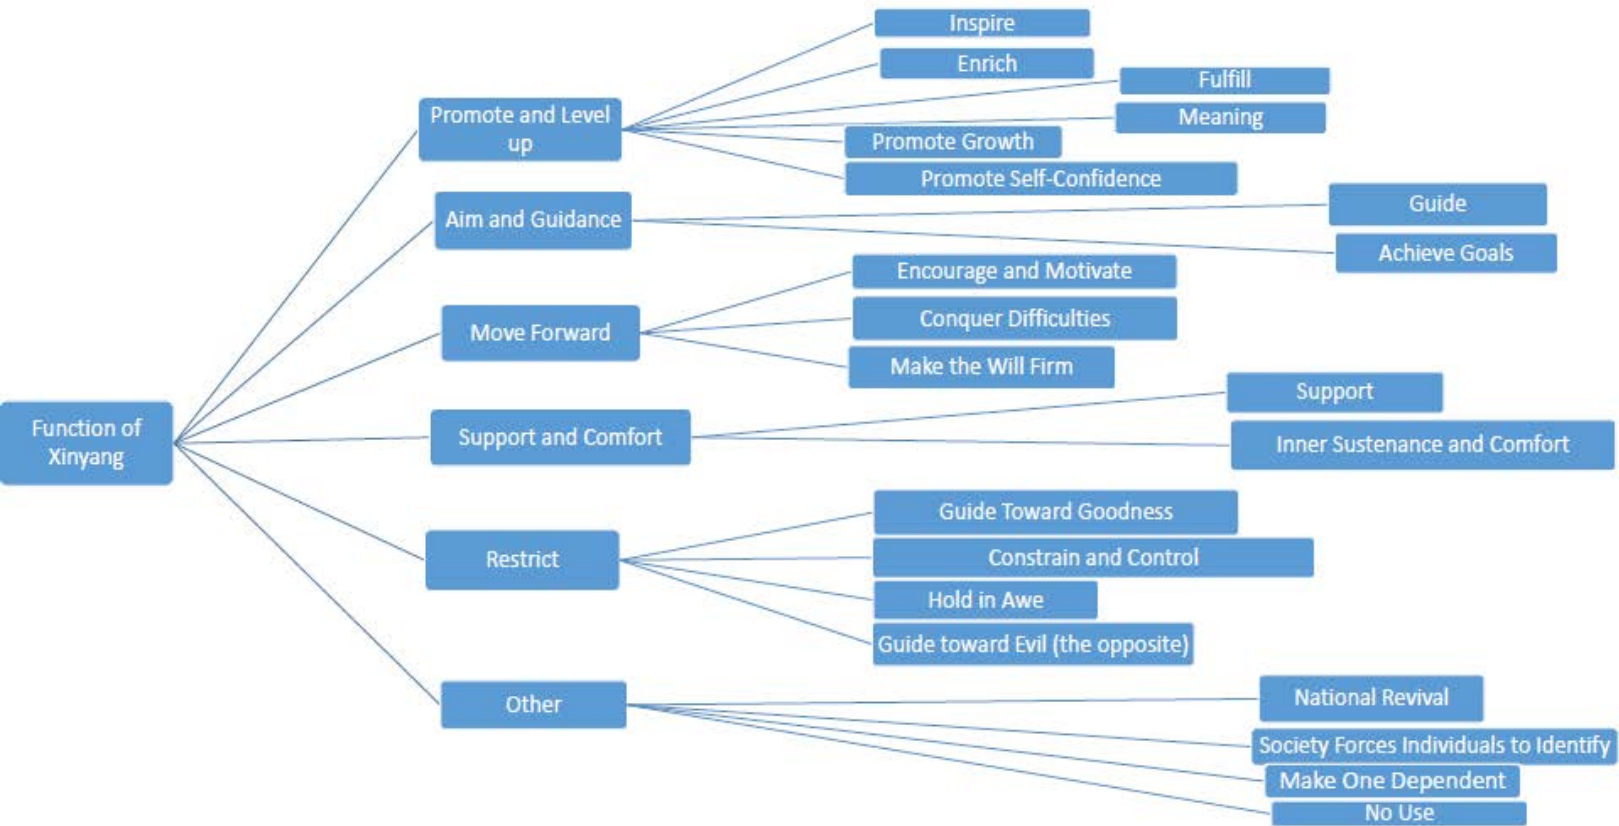 Function of
Xinyang
Promote and Level
up
Inspire
Enrich
Fulfill
Meaning
Promote Growth
Promote Self-Confidence
Aim and Guidance
Guide
Achieve Goals
Move Forward
Encourage and Motivate
Conquer Difficulties
Make the Will Firm
Support and Comfort
Support
Inner Sustenance and Comfort
Restrict
Guide Toward Goodness
Constrain and Control
Hold in Awe
Guide toward Evil (the opposite)
Other
National Revival
Society Forces Individuals to Identify
Make One Dependent
No Use